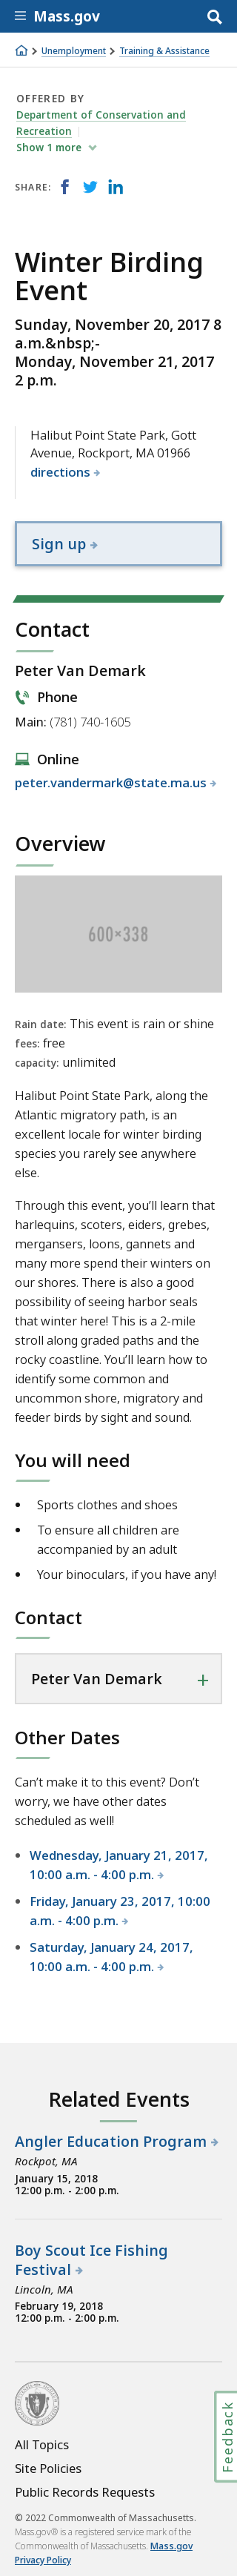 Mass.gov
Unemployment
Training & Assistance
OFFERED BY
Department of Conservation and
Recreation
Show 1 more
SHARE:
Winter Birding
Event
Sunday, November 20, 2017 8
a.m.&nbsp;-
Monday, November 21, 2017
2 p.m.
Halibut Point State Park, Gott
Avenue, Rockport, MA 01966
directions
Sign up
Contact
Peter Van Demark
Phone
Main: (781) 740-1605
Online
peter.vandermark@state.ma.us
Overview
600×338
Rain date: This event is rain or shine
fees: free
capacity: unlimited
Halibut Point State Park, along the
Atlantic migratory path, is an
excellent locale for winter birding
species you rarely see anywhere
else.
Through this event, you’ll learn that
harlequins, scoters, eiders, grebes,
mergansers, loons, gannets and
many more spend their winters on
our shores. There is also a good
possibility of seeing harbor seals
that winter here! This is a 2-mile
stroll along graded paths and the
rocky coastline. You’ll learn how to
identify some common and
uncommon shore, migratory and
feeder birds by sight and sound.
You will need
• Sports clothes and shoes
• To ensure all children are
accompanied by an adult
• Your binoculars, if you have any!
Contact
Peter Van Demark +
Other Dates
Can’t make it to this event? Don’t
worry, we have other dates
scheduled as well!
• Wednesday, January 21, 2017,
10:00 a.m. - 4:00 p.m.
• Friday, January 23, 2017, 10:00
a.m. - 4:00 p.m.
• Saturday, January 24, 2017,
10:00 a.m. - 4:00 p.m.
Related Events
Angler Education Program
Rockpot, MA
January 15, 2018
12:00 p.m. - 2:00 p.m.
Boy Scout Ice Fishing
Festival
Lincoln, MA
February 19, 2018
12:00 p.m. - 2:00 p.m.
Feedback
All Topics
Site Policies
Public Records Requests
© 2022 Commonwealth of Massachusetts.
Mass.gov® is a registered service mark of the
Commonwealth of Massachusetts. Mass.gov
Privacy Policy